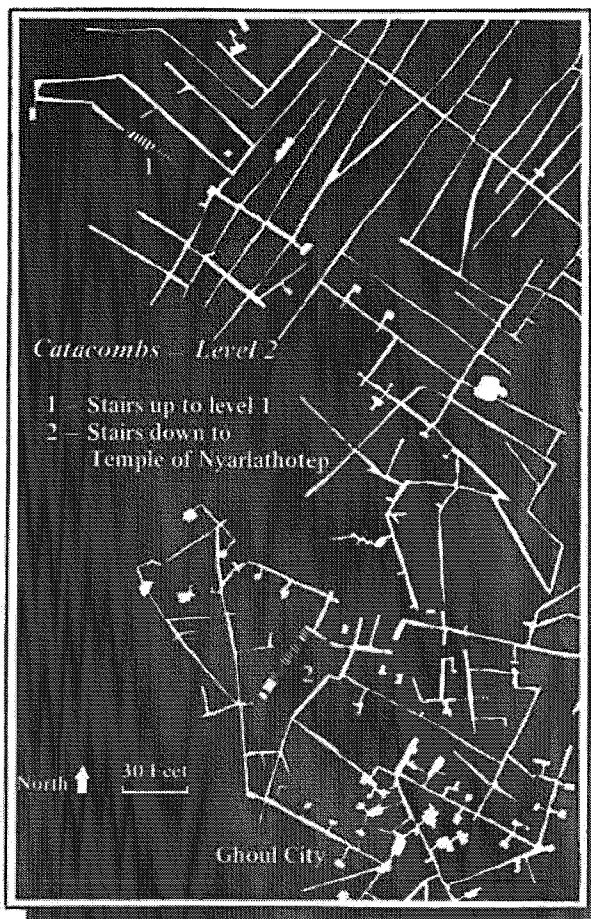 1
Catacombs – Level 2
1 – Stairs up to level 1
2 – Stairs down to
Temple of Nyarlathotep
2
North
30 Feet
Ghoul City